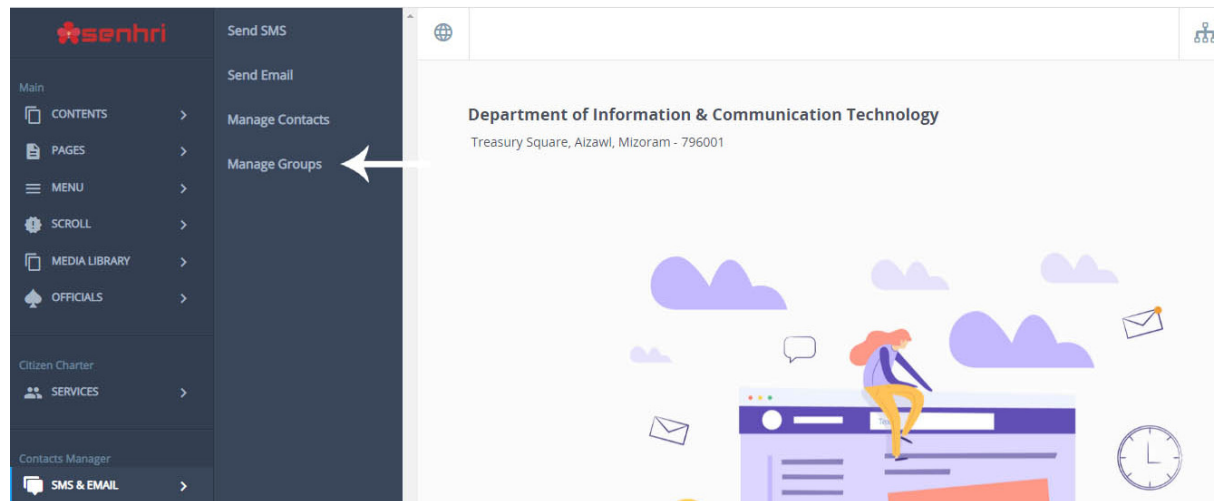 senhri
Main
CONTENTS
PAGES
MENU
SCROLL
MEDIA LIBRARY
OFFICIALS
Citizen Charter
SERVICES
Contacts Manager
SMS & EMAIL
Send SMS
Send Email
Manage Contacts
Manage Groups
Department of Information & Communication Technology
Treasury Square, Aizawl, Mizoram - 796001